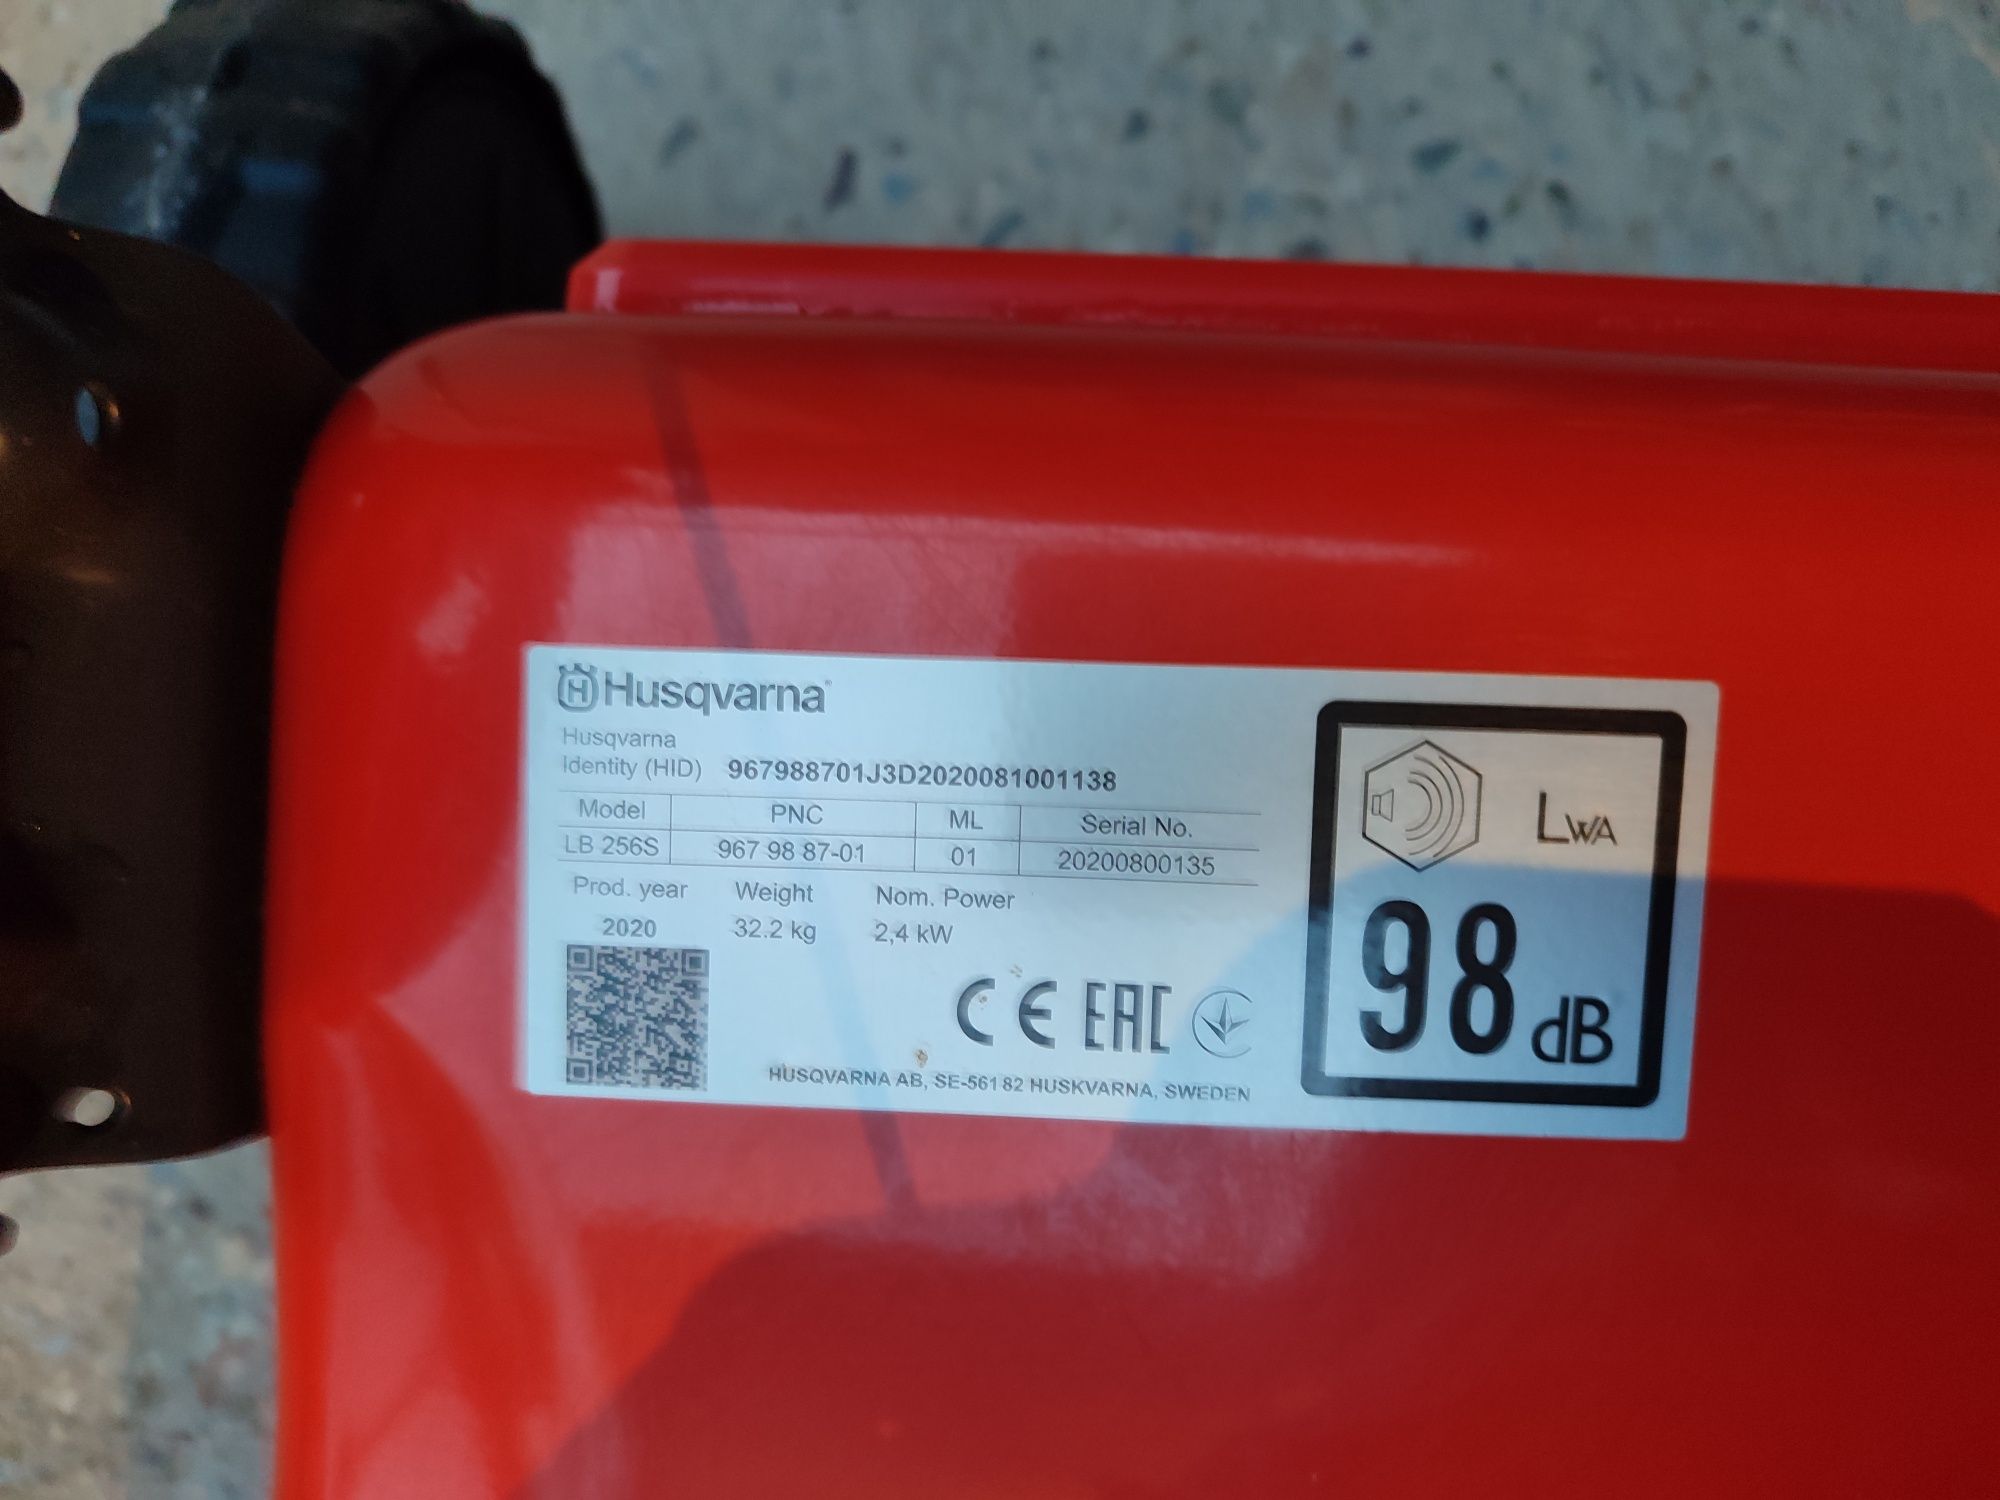 Husqvarna
Husqvarna
Identity (HID) 967988701J3D2020081001138
Model PNC ML Serial No.
LB 256S 967 98 87-01 01 20200800135
Prod. year Weight Nom. Power
2020 32.2 kg 2,4 kW
CE EAC
HUSQVARNA AB, SE-561 82 HUSKVARNA, SWEDEN
LWA
98 dB